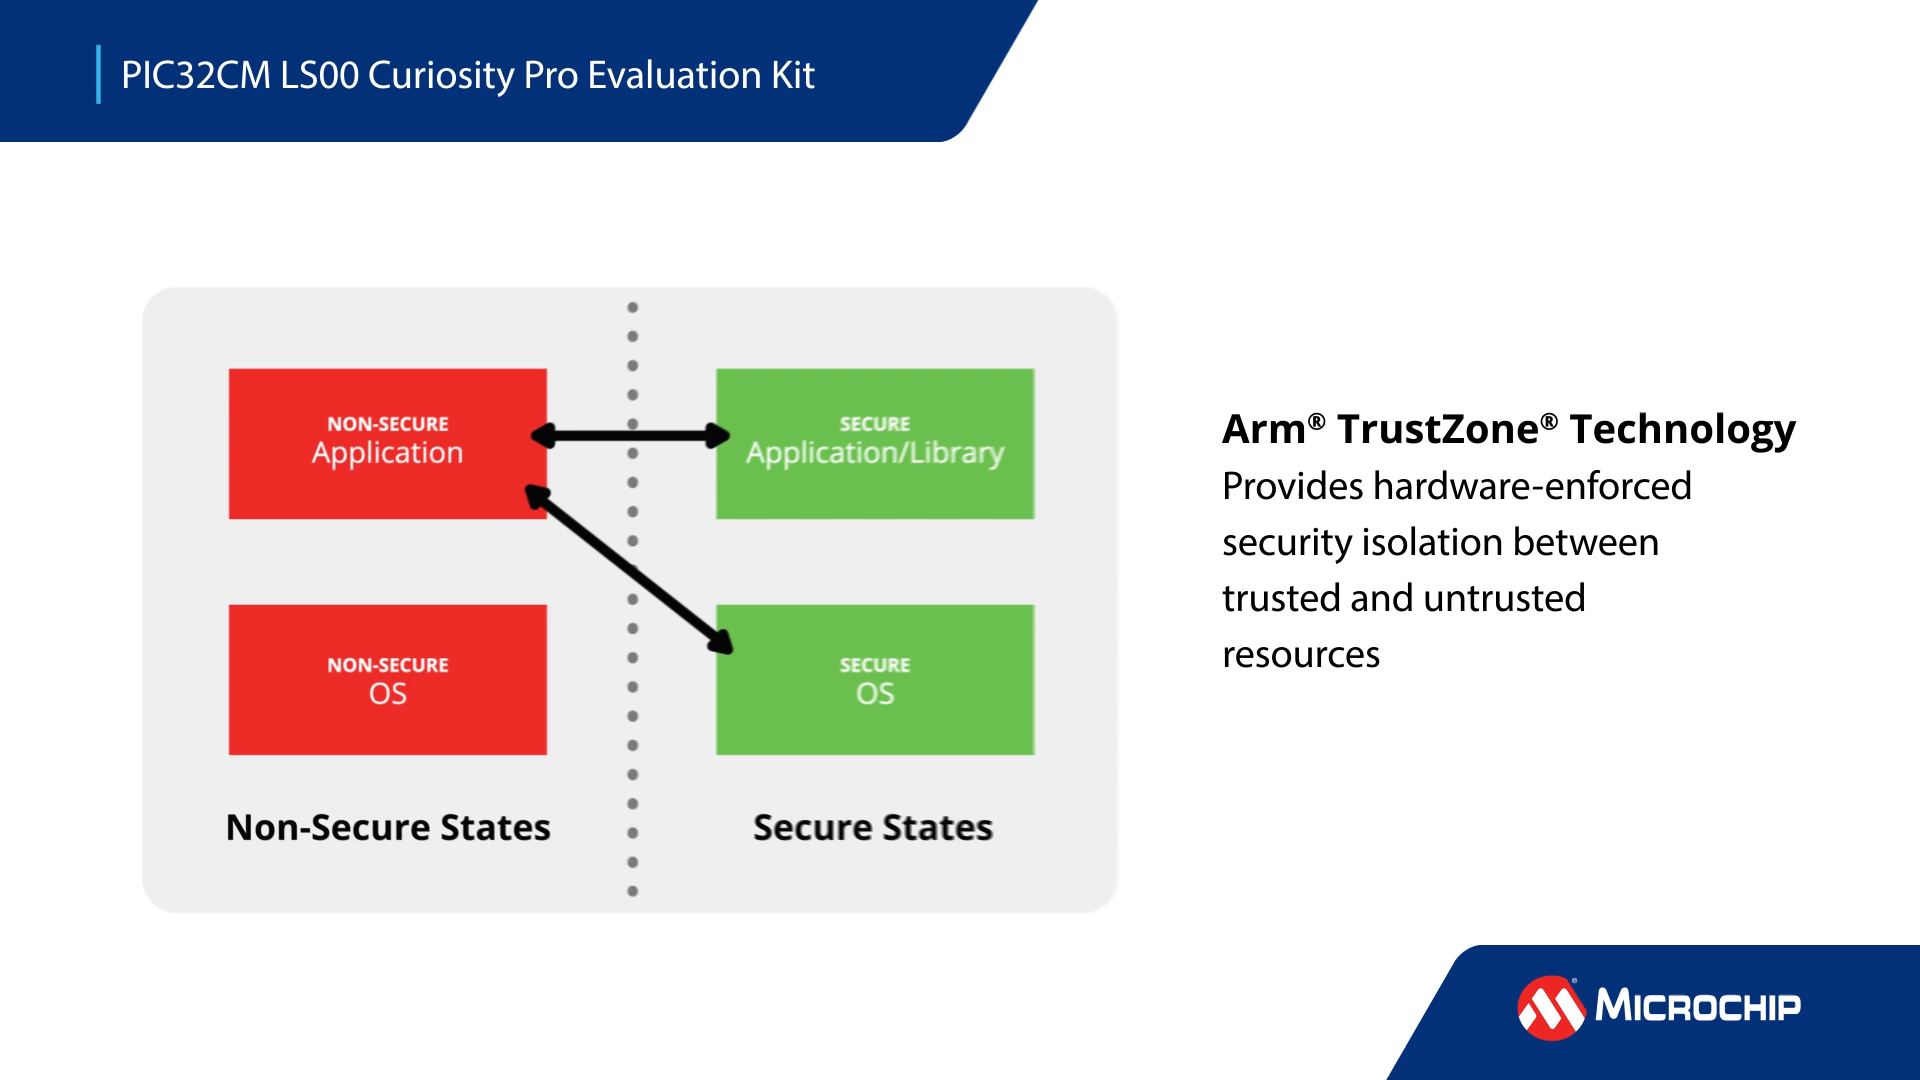 PIC32CM LS00 Curiosity Pro Evaluation Kit
NON-SECURE
Application
SECURE
Application/Library
NON-SECURE
OS
SECURE
OS
Non-Secure States
Secure States
Arm® TrustZone® Technology
Provides hardware-enforced
security isolation between
trusted and untrusted
resources
MICROCHIP